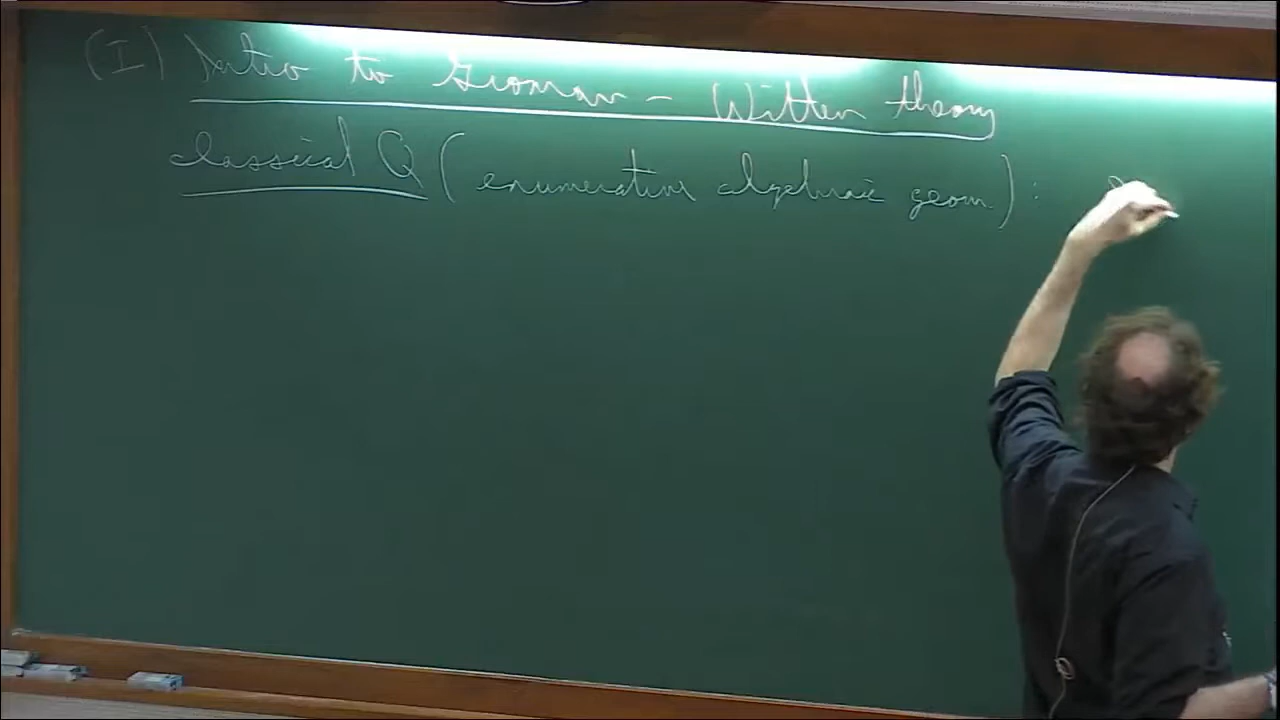 (I) Intro to Gromov - Witten theory
classical Q (enumerative algebraic geom.) :